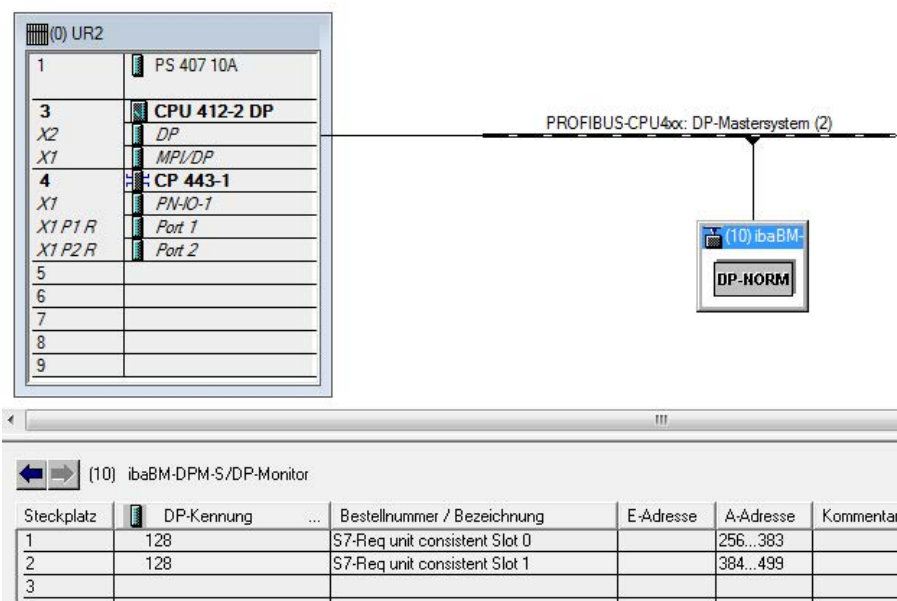 (0) UR2
1 PS 407 10A
3 CPU 412-2 DP
X2 DP
X1 MPI/DP
4 CP 443-1
X1 PN-IO-1
X1 P1 R Port 1
X1 P2 R Port 2
5
6
7
8
9
PROFIBUS-CPU4xx: DP-Mastersystem (2)
(10) ibaBM-
DP-NORM
(10) ibaBM-DPM-S/DP-Monitor
Steckplatz DP-Kennung ... Bestellnummer / Bezeichnung E-Adresse A-Adresse Kommentar
1 128 S7-Req unit consistent Slot 0 256...383
2 128 S7-Req unit consistent Slot 1 384...499
3